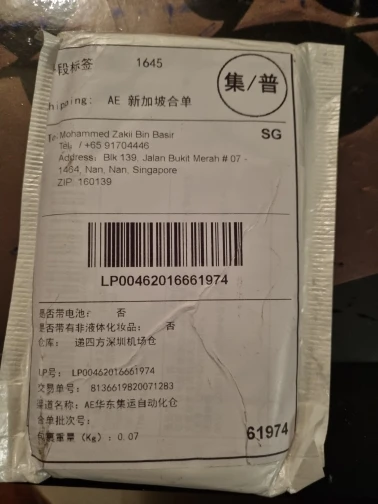 段标签 1645
集/普
hipping: AE 新加坡合单
To: Mohammed Zakii Bin Basir
SG
Tel: / +65 91704446
Address: Blk 139, Jalan Bukit Merah # 07 -
1464, Nan, Nan, Singapore
ZIP: 160139
LP00462016661974
是否带电池: 否
是否带有非液体化妆品: 否
仓库: 递四方深圳机场仓
LP号: LP00462016661974
交易单号: 8136619820071283
渠道名称: AE华东集运自动化仓
合单批次号:
包裹重量 (Kg): 0.07
61974